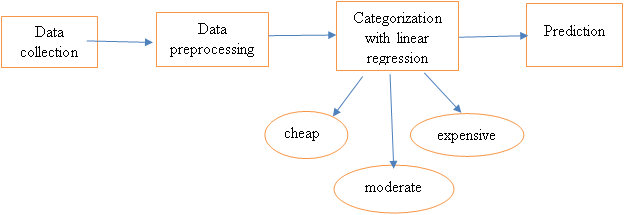 Data
collection
Data
preprocessing
Categorization
with linear
regression
Prediction
cheap
expensive
moderate